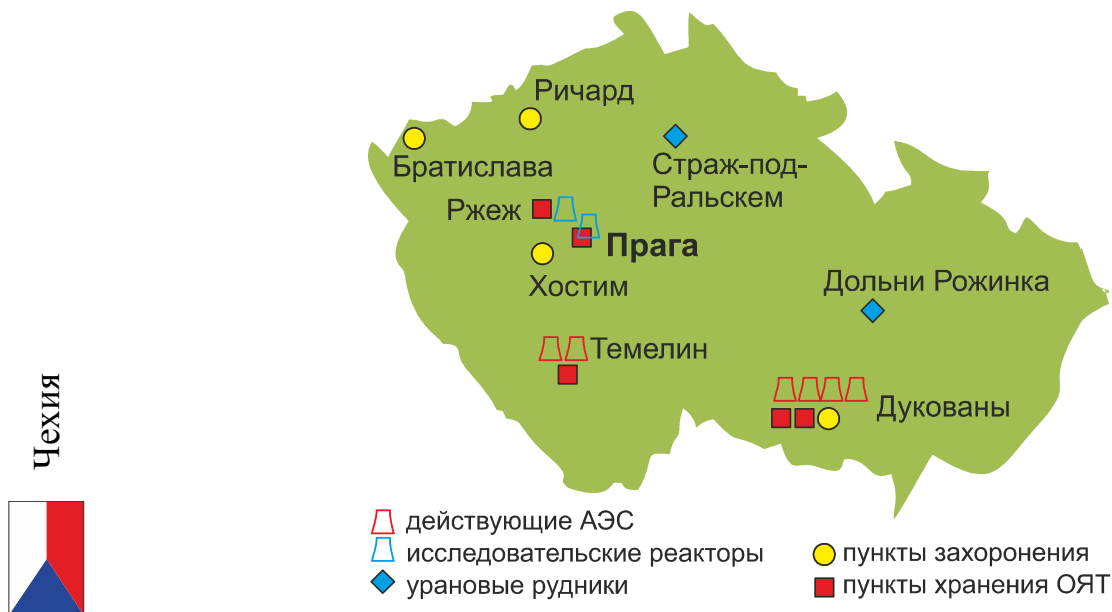 Ричард
Братислава
Страж-под-
Ральскем
Ржеж
Прага
Хостим
Дольни Рожинка
Темелин
Дукованы
Чехия
действующие АЭС
исследовательские реакторы
урановые рудники
пункты захоронения
пункты хранения ОЯТ